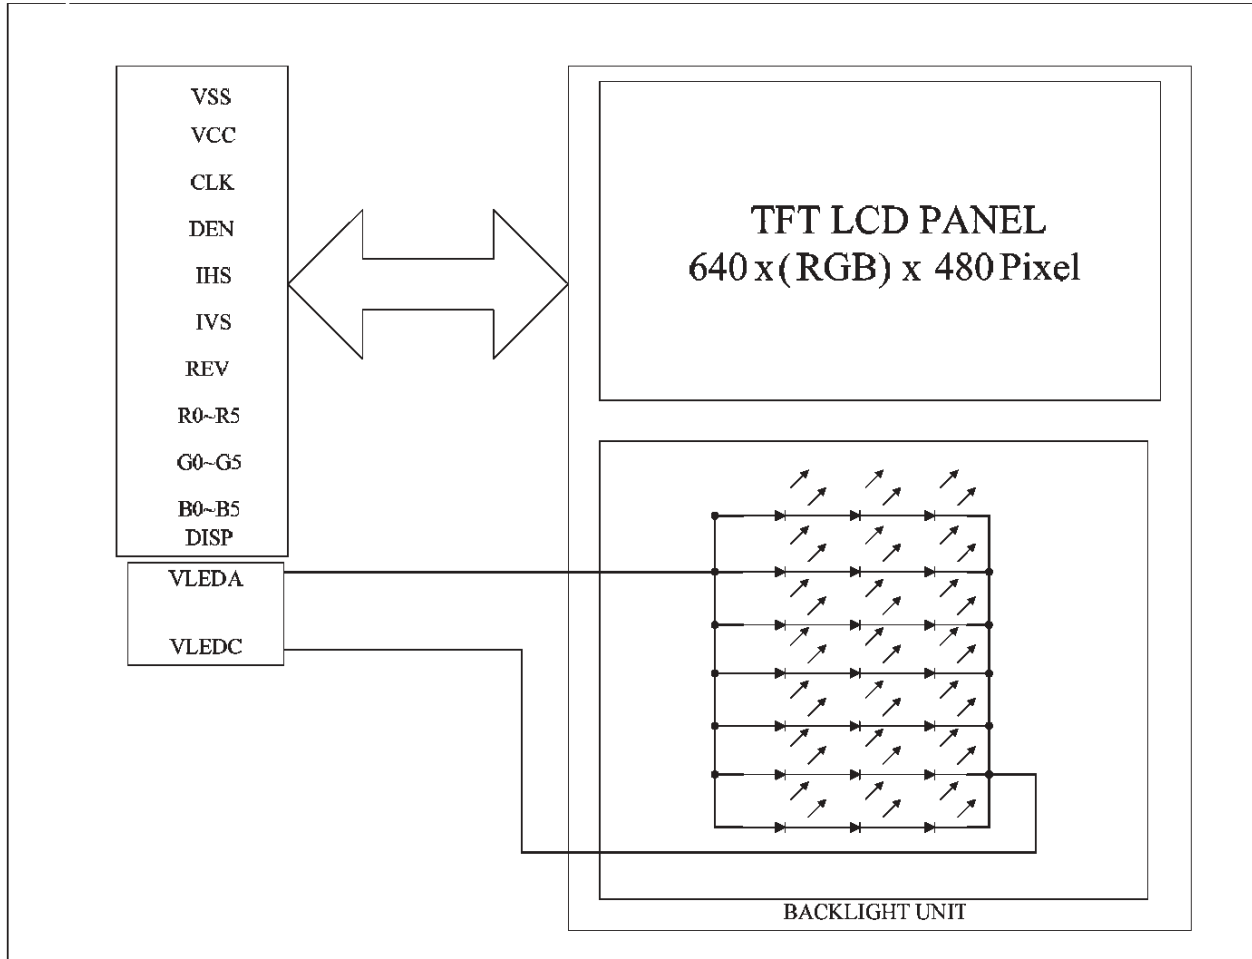 VSS
VCC
CLK
DEN
IHS
IVS
REV
R0~R5
G0~G5
B0~B5
DISP
VLEDA
VLEDC
TFT LCD PANEL
640 x (RGB) x 480 Pixel
BACKLIGHT UNIT